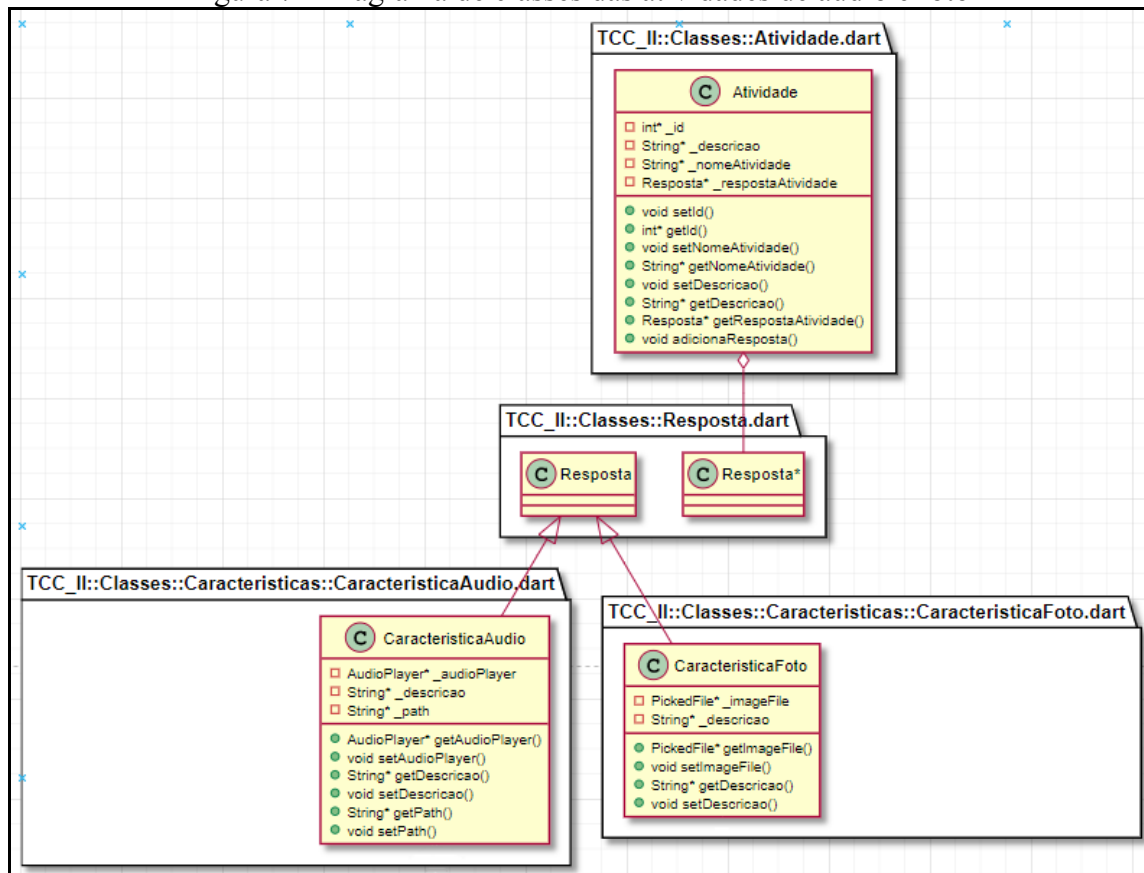 TCC_II::Classes::Atividade.dart
C Atividade
int* _id
String* _descricao
String* _nomeAtividade
Resposta* _respostaAtividade
void setId()
int* getId()
void setNomeAtividade()
String* getNomeAtividade()
void setDescricao()
String* getDescricao()
Resposta* getRespostaAtividade()
void adicionaResposta()
TCC_II::Classes::Resposta.dart
C Resposta
C Resposta*
TCC_II::Classes::Caracteristicas::CaracteristicaAudio.dart
C CaracteristicaAudio
AudioPlayer* _audioPlayer
String* _descricao
String* _path
AudioPlayer* getAudioPlayer()
void setAudioPlayer()
String* getDescricao()
void setDescricao()
String* getPath()
void setPath()
TCC_II::Classes::Caracteristicas::CaracteristicaFoto.dart
C CaracteristicaFoto
PickedFile* _imageFile
String* _descricao
PickedFile* getImageFile()
void setImageFile()
String* getDescricao()
void setDescricao()